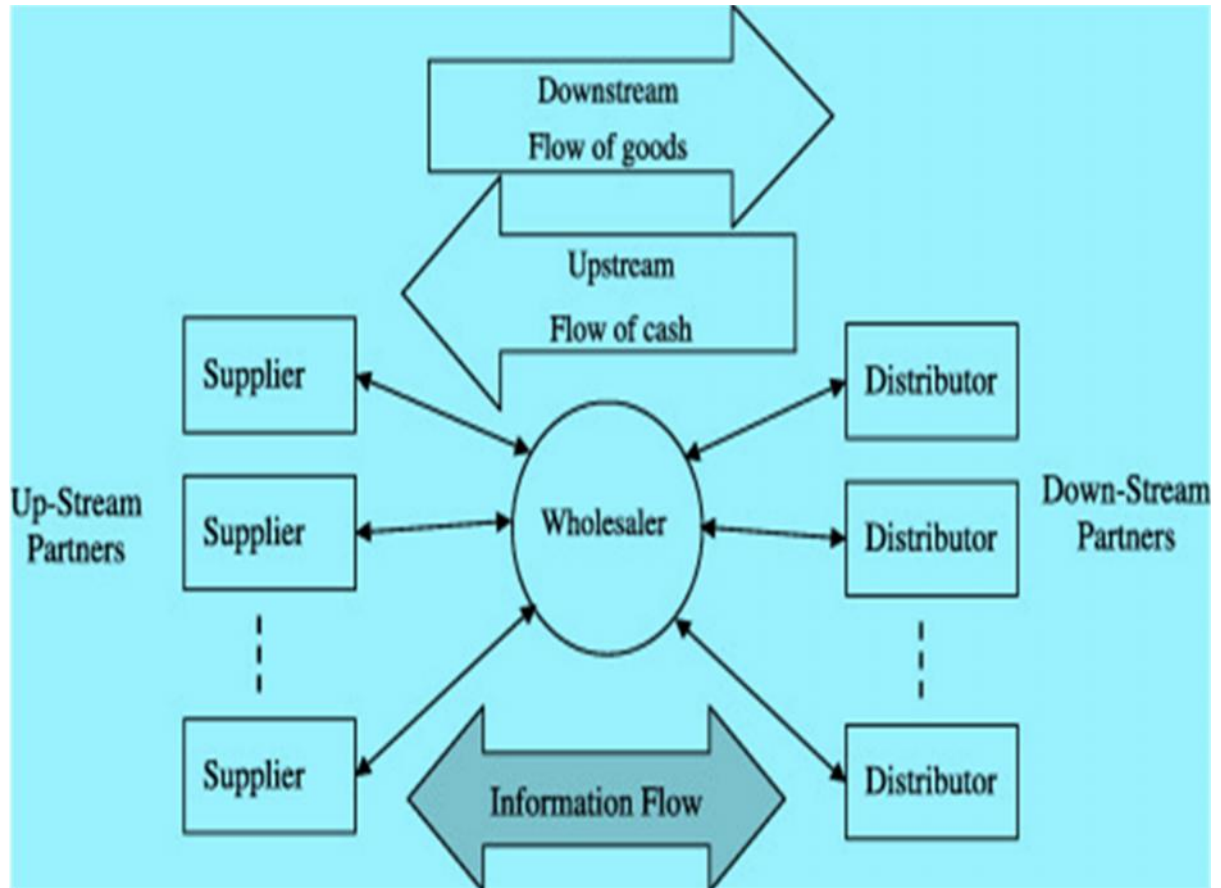 Downstream
Flow of goods
Upstream
Flow of cash
Supplier
Distributor
Up-Stream
Partners
Supplier
Wholesaler
Distributor
Down-Stream
Partners
Supplier
Information Flow
Distributor